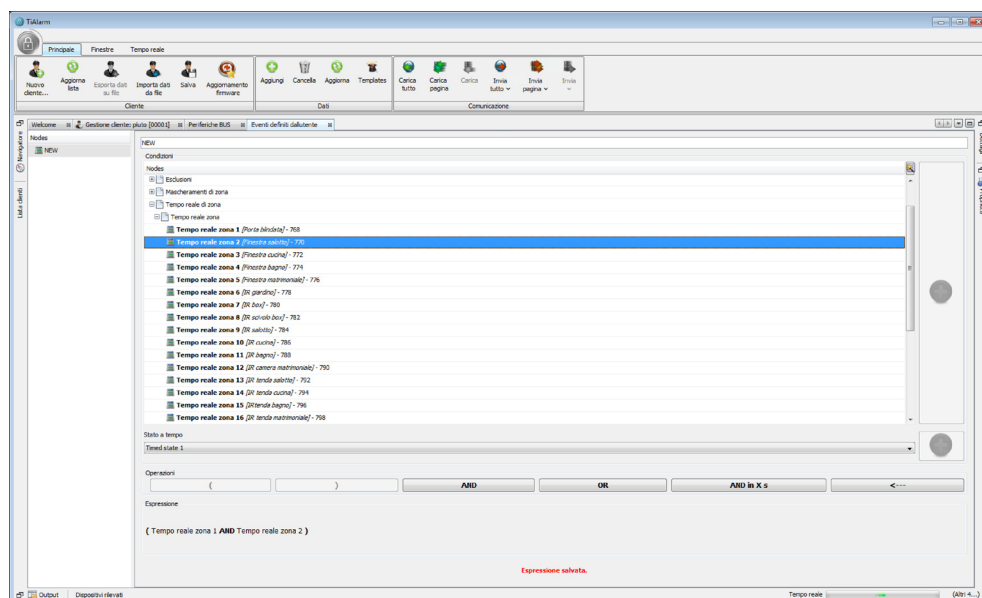 TiAlarm
Principale Finestre Tempo reale
Nuovo cliente... Aggiorna lista Esporta dati su file Importa dati da file Salva Aggiornamento firmware Aggiungi Cancella Aggiorna Templates Carica tutto Carica pagina Carica Invia tutto Invia pagina Invia
Cliente Dati Comunicazione
Welcome Gestione cliente: pluto [00001] Periferiche BUS Eventi definiti dallutente
Navigatore
Lista clienti
Nodes
NEW
NEW
Condizioni
Nodes
Esclusioni
Mascheramenti di zona
Tempo reale di zona
Tempo reale zona
Tempo reale zona 1 [Porta blindata] - 768
Tempo reale zona 2 [Finestra salotto] - 770
Tempo reale zona 3 [Finestra cucina] - 772
Tempo reale zona 4 [Finestra bagno] - 774
Tempo reale zona 5 [Finestra matrimoniale] - 776
Tempo reale zona 6 [IR giardino] - 778
Tempo reale zona 7 [IR box] - 780
Tempo reale zona 8 [IR scivolo box] - 782
Tempo reale zona 9 [IR salotto] - 784
Tempo reale zona 10 [IR cucina] - 786
Tempo reale zona 11 [IR bagno] - 788
Tempo reale zona 12 [IR camera matrimoniale] - 790
Tempo reale zona 13 [IR tenda salotto] - 792
Tempo reale zona 14 [IR tenda cucina] - 794
Tempo reale zona 15 [IRtenda bagno] - 796
Tempo reale zona 16 [IR tenda matrimoniale] - 798
Stato a tempo
Timed state 1
Operazioni
( ) AND OR AND in X s <---
Espressione
( Tempo reale zona 1 AND Tempo reale zona 2 )
Espressione salvata.
Output Dispositivi rilevati Tempo reale (Altri 4...)